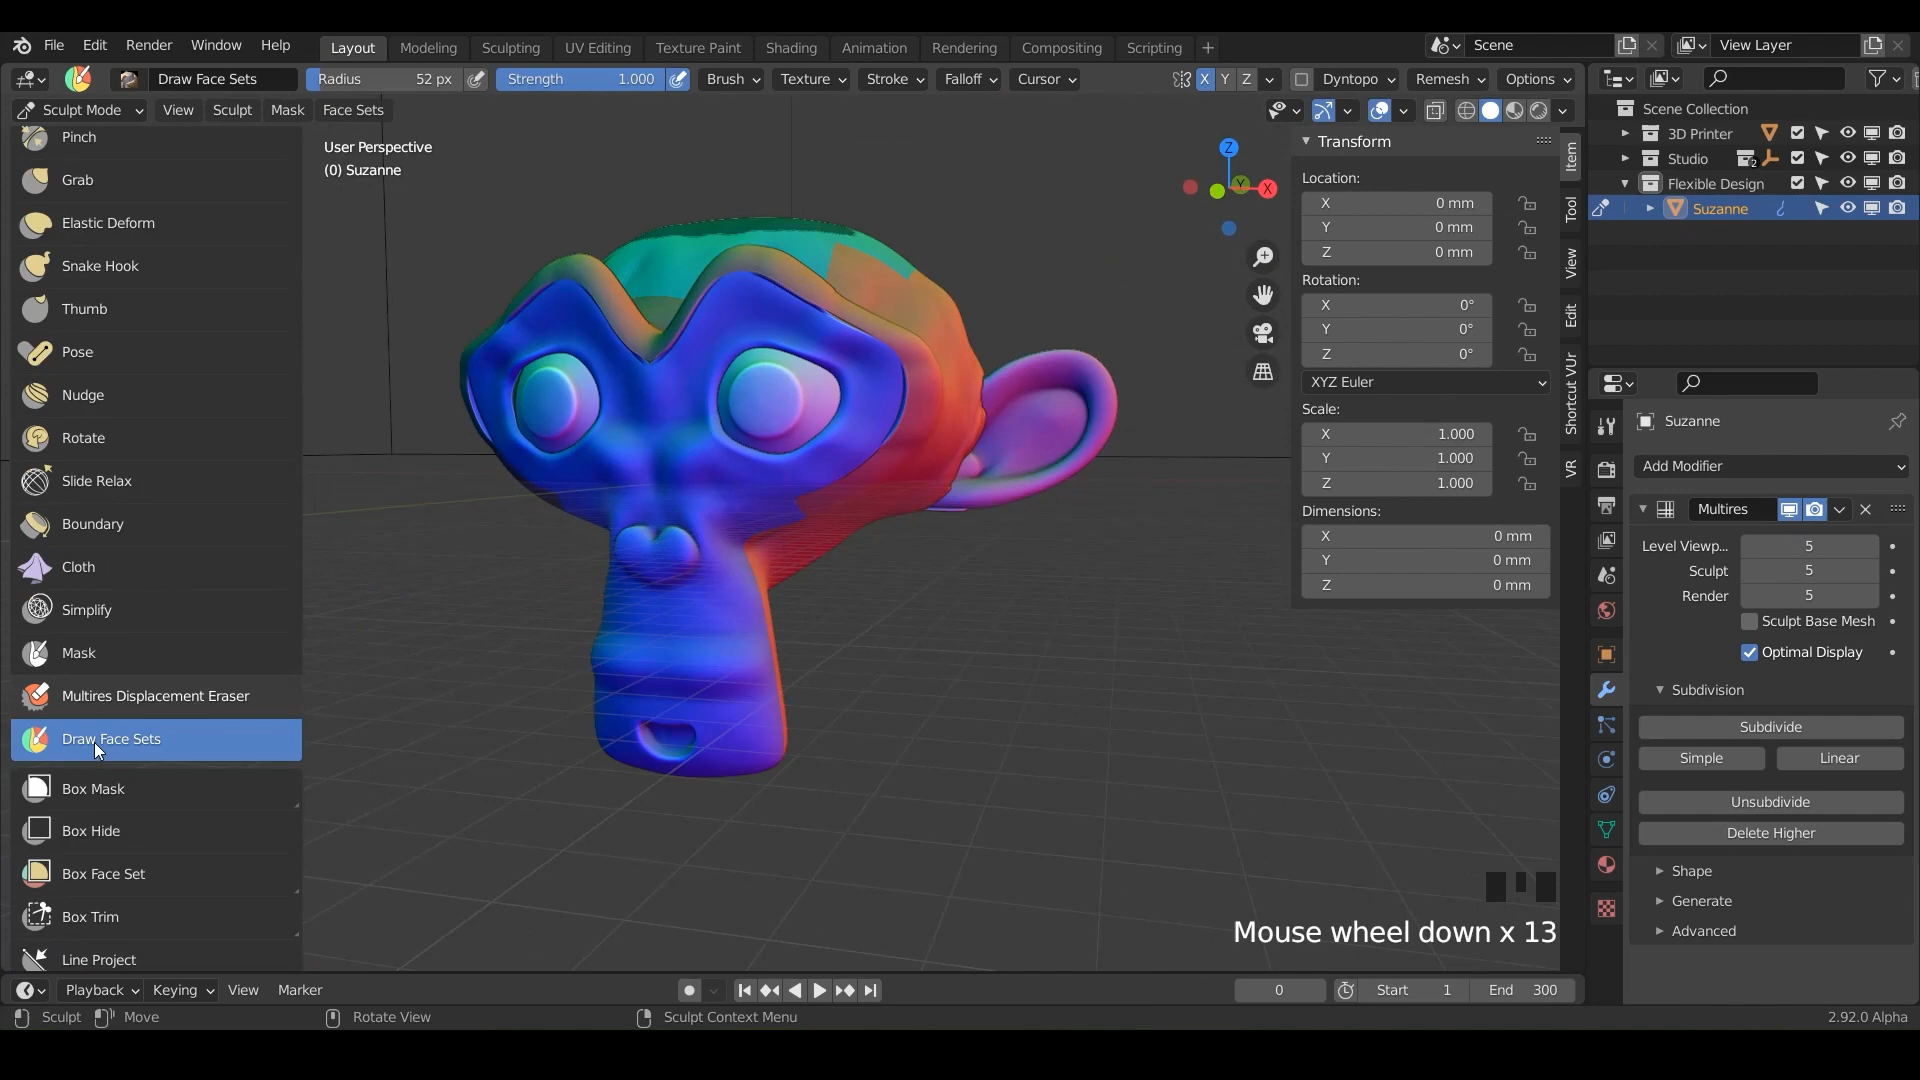 File Edit Render Window Help Layout Modeling Sculpting UV Editing Texture Paint Shading Animation Rendering Compositing Scripting + Scene View Layer
Draw Face Sets Radius 52 px Strength 1.000 Brush Texture Stroke Falloff Cursor X Y Z Dyntopo Remesh Options
Sculpt Mode View Sculpt Mask Face Sets
Scene Collection
3D Printer
Studio 2
Flexible Design
Suzanne
Pinch
Grab
Elastic Deform
Snake Hook
Thumb
Pose
Nudge
Rotate
Slide Relax
Boundary
Cloth
Simplify
Mask
Multires Displacement Eraser
Draw Face Sets
Box Mask
Box Hide
Box Face Set
Box Trim
Line Project
User Perspective
(0) Suzanne
Z
Y
X
Transform
Location:
X 0 mm
Y 0 mm
Z 0 mm
Rotation:
X 0°
Y 0°
Z 0°
XYZ Euler
Scale:
X 1.000
Y 1.000
Z 1.000
Dimensions:
X 0 mm
Y 0 mm
Z 0 mm
Item
Tool
View
Edit
Shortcut VUr
VR
Suzanne
Add Modifier
Multires
Level Viewp... 5
Sculpt 5
Render 5
Sculpt Base Mesh
Optimal Display
Subdivision
Subdivide
Simple Linear
Unsubdivide
Delete Higher
Shape
Generate
Advanced
Mouse wheel down x 13
Playback Keying View Marker 0 Start 1 End 300
Sculpt Move Rotate View Sculpt Context Menu 2.92.0 Alpha